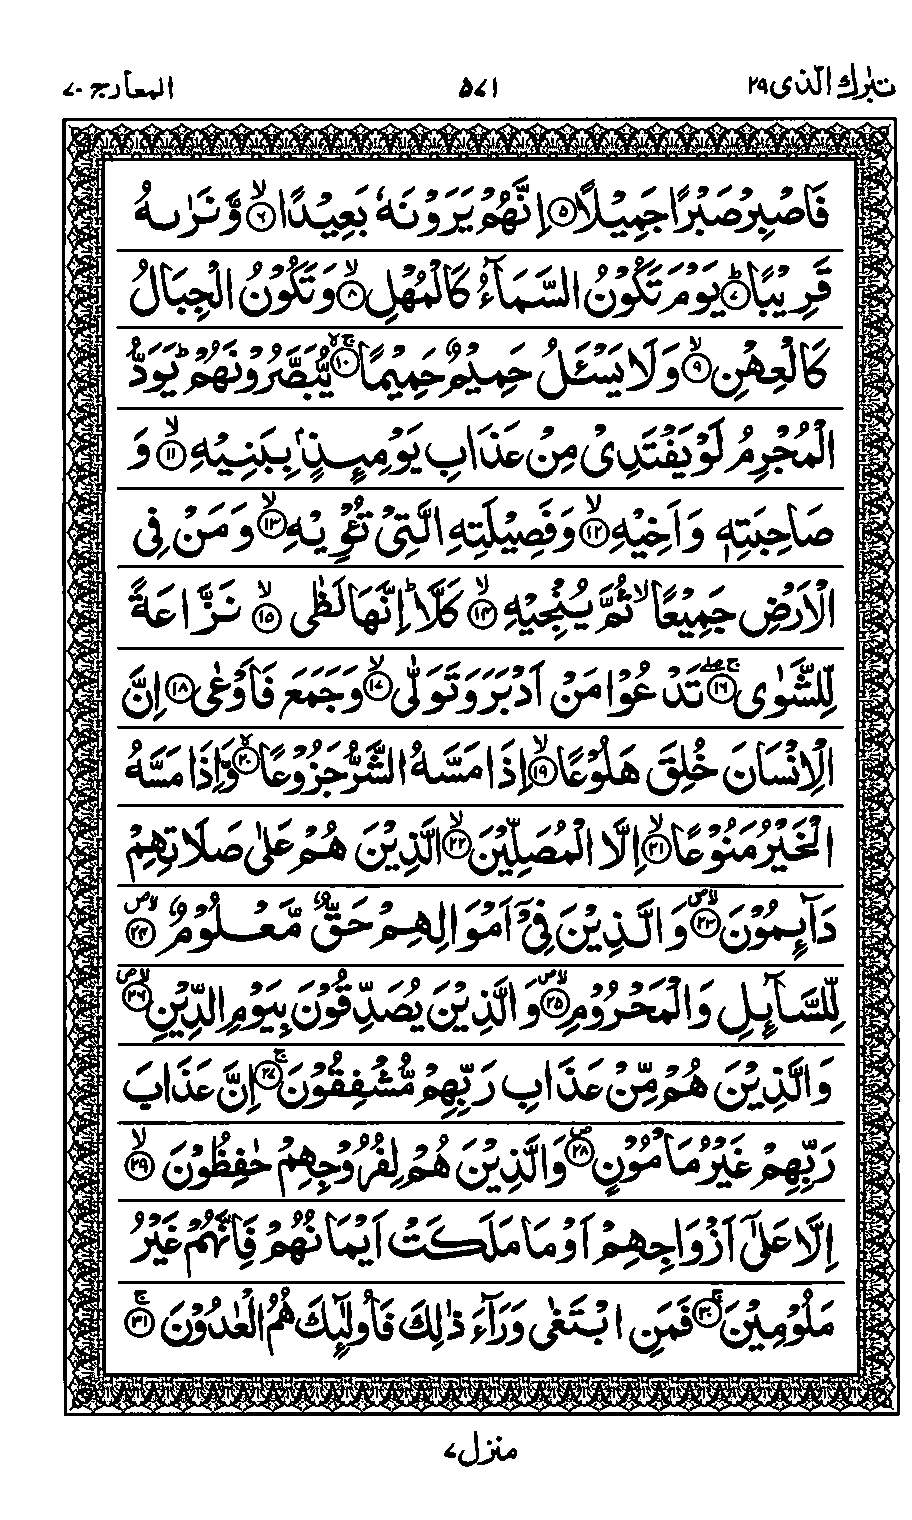 تبٰرك الّذی ۲۹ ۵۷۱ المعارج ۷۰
فَاصْبِرْ صَبْرًا جَمِیْلًا ۝۵ اِنَّهُمْ یَرَوْنَهٗ بَعِیْدًا ۝۶ۙ وَّ نَرٰىهُ
قَرِیْبًا ۝۷ؕ یَوْمَ تَكُوْنُ السَّمَآءُ كَالْمُهْلِ ۝۸ۙ وَ تَكُوْنُ الْجِبَالُ
كَالْعِهْنِ ۝۹ۙ وَ لَا یَسْـَٔلُ حَمِیْمٌ حَمِیْمًا ۝۱۰ۚۖ یُّبَصَّرُوْنَهُمْ ؕ یَوَدُّ
الْمُجْرِمُ لَوْ یَفْتَدِیْ مِنْ عَذَابِ یَوْمِىٕذٍۭ بِبَنِیْهِ ۝۱۱ۙ وَ
صَاحِبَتِهٖ وَ اَخِیْهِ ۝۱۲ۙ وَ فَصِیْلَتِهِ الَّتِیْ تُـْٔوِیْهِ ۝۱۳ۙ وَ مَنْ فِی
الْاَرْضِ جَمِیْعًا ۙ ثُمَّ یُنْجِیْهِ ۝۱۴ۙ كَلَّا ؕ اِنَّهَا لَظٰی ۝۱۵ۙ نَزَّاعَةً
لِّلشَّوٰی ۝۱۶ۚۖ تَدْعُوْا مَنْ اَدْبَرَ وَ تَوَلّٰی ۝۱۷ۙ وَ جَمَعَ فَاَوْعٰی ۝۱۸ اِنَّ
الْاِنْسَانَ خُلِقَ هَلُوْعًا ۝۱۹ۙ اِذَا مَسَّهُ الشَّرُّ جَزُوْعًا ۝۲۰ۙ وَّ اِذَا مَسَّهُ
الْخَیْرُ مَنُوْعًا ۝۲۱ۙ اِلَّا الْمُصَلِّیْنَ ۝۲۲ۙ الَّذِیْنَ هُمْ عَلٰی صَلَاتِهِمْ
دَآىِٕمُوْنَ ۝۲۳۪ۙ وَ الَّذِیْنَ فِیْۤ اَمْوَالِهِمْ حَقٌّ مَّعْلُوْمٌ ۝۲۴۪ۙ
لِّلسَّآىِٕلِ وَ الْمَحْرُوْمِ ۝۲۵۪ۙ وَ الَّذِیْنَ یُصَدِّقُوْنَ بِیَوْمِ الدِّیْنِ ۝۲۶۪ۙ
وَ الَّذِیْنَ هُمْ مِّنْ عَذَابِ رَبِّهِمْ مُّشْفِقُوْنَ ۝۲۷ۚ اِنَّ عَذَابَ
رَبِّهِمْ غَیْرُ مَاْمُوْنٍ ۝۲۸۪ وَ الَّذِیْنَ هُمْ لِفُرُوْجِهِمْ حٰفِظُوْنَ ۝۲۹ۙ
اِلَّا عَلٰۤی اَزْوَاجِهِمْ اَوْ مَا مَلَكَتْ اَیْمَانُهُمْ فَاِنَّهُمْ غَیْرُ
مَلُوْمِیْنَ ۝۳۰ۚ فَمَنِ ابْتَغٰی وَرَآءَ ذٰلِكَ فَاُولٰٓىِٕكَ هُمُ الْعٰدُوْنَ ۝۳۱ۚ
منزل ۷